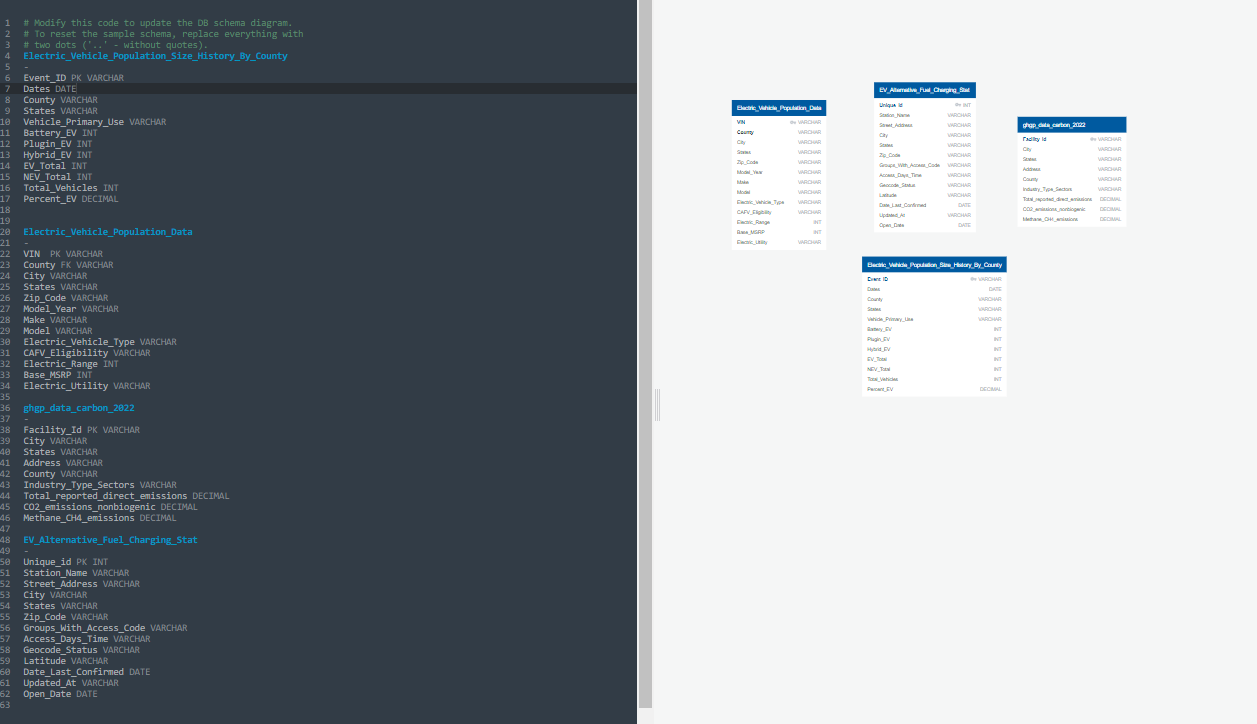 1 # Modify this code to update the DB schema diagram.
2 # To reset the sample schema, replace everything with
3 # two dots ('..' - without quotes).
4 Electric_Vehicle_Population_Size_History_By_County
5 -
6 Event_ID PK VARCHAR
7 Dates DATE
8 County VARCHAR
9 States VARCHAR
10 Vehicle_Primary_Use VARCHAR
11 Battery_EV INT
12 Plugin_EV INT
13 Hybrid_EV INT
14 EV_Total INT
15 NEV_Total INT
16 Total_Vehicles INT
17 Percent_EV DECIMAL
18
19
20 Electric_Vehicle_Population_Data
21 -
22 VIN  PK VARCHAR
23 County FK VARCHAR
24 City VARCHAR
25 States VARCHAR
26 Zip_Code VARCHAR
27 Model_Year VARCHAR
28 Make VARCHAR
29 Model VARCHAR
30 Electric_Vehicle_Type VARCHAR
31 CAFV_Eligibility VARCHAR
32 Electric_Range INT
33 Base_MSRP INT
34 Electric_Utility VARCHAR
35
36 ghgp_data_carbon_2022
37 -
38 Facility_Id PK VARCHAR
39 City VARCHAR
40 States VARCHAR
41 Address VARCHAR
42 County VARCHAR
43 Industry_Type_Sectors VARCHAR
44 Total_reported_direct_emissions DECIMAL
45 CO2_emissions_nonbiogenic DECIMAL
46 Methane_CH4_emissions DECIMAL
47
48 EV_Alternative_Fuel_Charging_Stat
49 -
50 Unique_id PK INT
51 Station_Name VARCHAR
52 Street_Address VARCHAR
53 City VARCHAR
54 States VARCHAR
55 Zip_Code VARCHAR
56 Groups_With_Access_Code VARCHAR
57 Access_Days_Time VARCHAR
58 Geocode_Status VARCHAR
59 Latitude VARCHAR
60 Date_Last_Confirmed DATE
61 Updated_At VARCHAR
62 Open_Date DATE
63
Electric_Vehicle_Population_Data
VIN VARCHAR
County VARCHAR
City VARCHAR
States VARCHAR
Zip_Code VARCHAR
Model_Year VARCHAR
Make VARCHAR
Model VARCHAR
Electric_Vehicle_Type VARCHAR
CAFV_Eligibility VARCHAR
Electric_Range INT
Base_MSRP INT
Electric_Utility VARCHAR
EV_Alternative_Fuel_Charging_Stat
Unique_id INT
Station_Name VARCHAR
Street_Address VARCHAR
City VARCHAR
States VARCHAR
Zip_Code VARCHAR
Groups_With_Access_Code VARCHAR
Access_Days_Time VARCHAR
Geocode_Status VARCHAR
Latitude VARCHAR
Date_Last_Confirmed DATE
Updated_At VARCHAR
Open_Date DATE
ghgp_data_carbon_2022
Facility_Id VARCHAR
City VARCHAR
States VARCHAR
Address VARCHAR
County VARCHAR
Industry_Type_Sectors VARCHAR
Total_reported_direct_emissions DECIMAL
CO2_emissions_nonbiogenic DECIMAL
Methane_CH4_emissions DECIMAL
Electric_Vehicle_Population_Size_History_By_County
Event_ID VARCHAR
Dates DATE
County VARCHAR
States VARCHAR
Vehicle_Primary_Use VARCHAR
Battery_EV INT
Plugin_EV INT
Hybrid_EV INT
EV_Total INT
NEV_Total INT
Total_Vehicles INT
Percent_EV DECIMAL